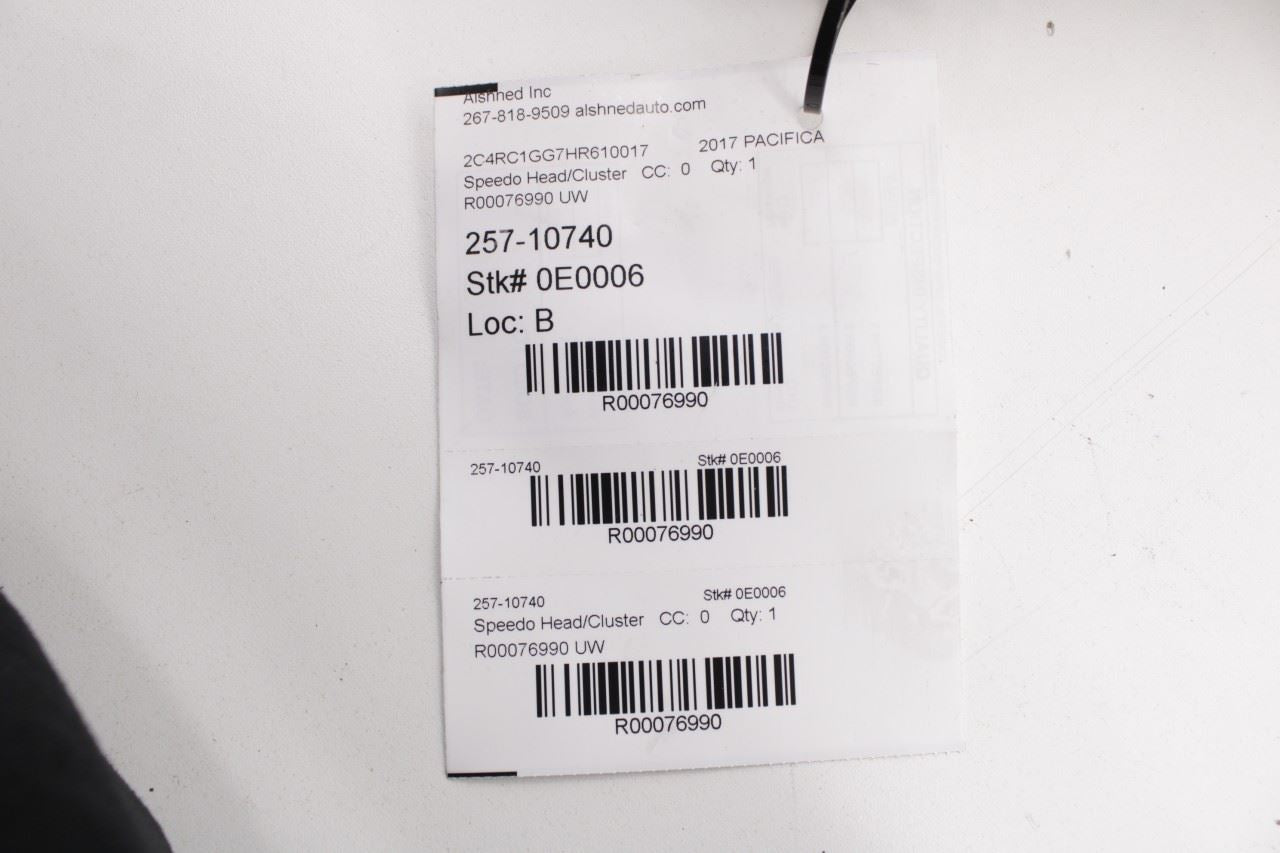 Alshned Inc
267-818-9509 alshnedauto.com
2C4RC1GG7HR610017 2017 PACIFICA
Speedo Head/Cluster CC: 0 Qty: 1
R00076990 UW
257-10740
Stk# 0E0006
Loc: B
R00076990
257-10740 Stk# 0E0006
R00076990
257-10740 Stk# 0E0006
Speedo Head/Cluster CC: 0 Qty: 1
R00076990 UW
R00076990